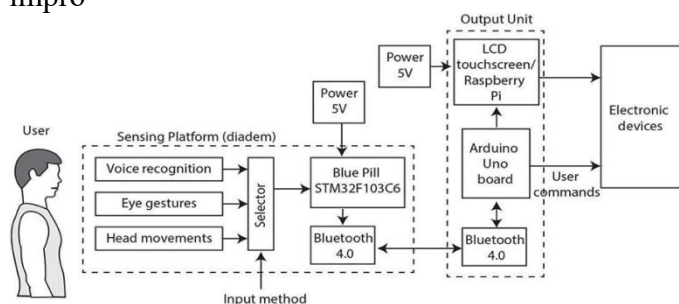 impro
Output Unit
Power
5V
LCD
touchscreen/
Raspberry
Pi
Electronic
devices
Power
5V
User
Sensing Platform (diadem)
Voice recognition
Eye gestures
Head movements
Selector
Blue Pill
STM32F103C6
Arduino
Uno
board
User
commands
Bluetooth
4.0
Bluetooth
4.0
Input method